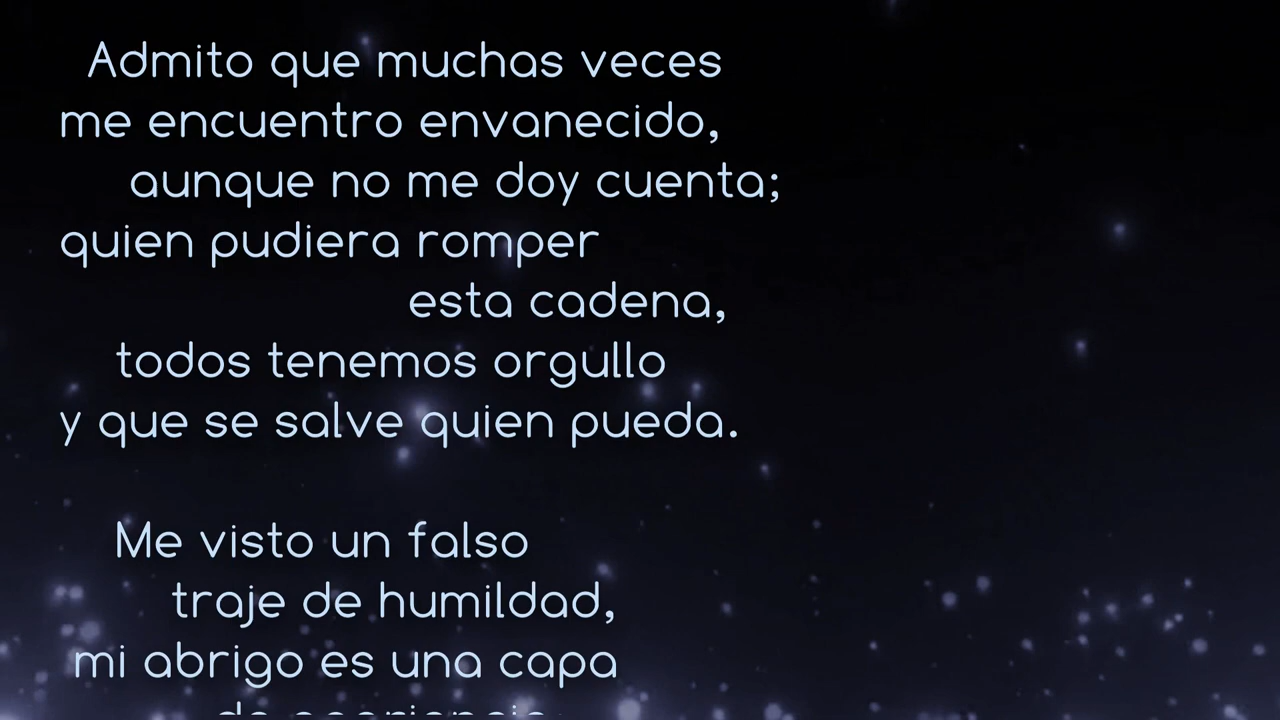 Admito que muchas veces
me encuentro envanecido,
aunque no me doy cuenta;
quien pudiera romper
esta cadena,
todos tenemos orgullo
y que se salve quien pueda.
Me visto un falso
traje de humildad,
mi abrigo es una capa
de